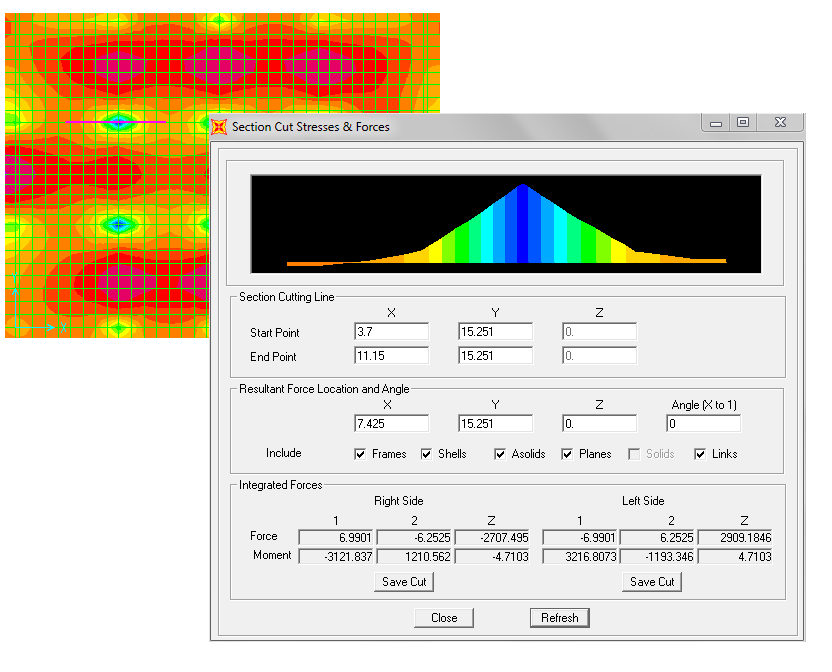 Section Cut Stresses & Forces
Section Cutting Line
X Y Z
Start Point 3.7 15.251 0.
End Point 11.15 15.251 0.
Resultant Force Location and Angle
X Y Z Angle (X to 1)
7.425 15.251 0. 0
Include Frames Shells Asolids Planes Solids Links
Integrated Forces
Right Side Left Side
1 2 Z 1 2 Z
Force 6.9901 -6.2525 -2707.495 -6.9901 6.2525 2909.1846
Moment -3121.837 1210.562 -4.7103 3216.8073 -1193.346 4.7103
Save Cut Save Cut
Close Refresh
Y
X